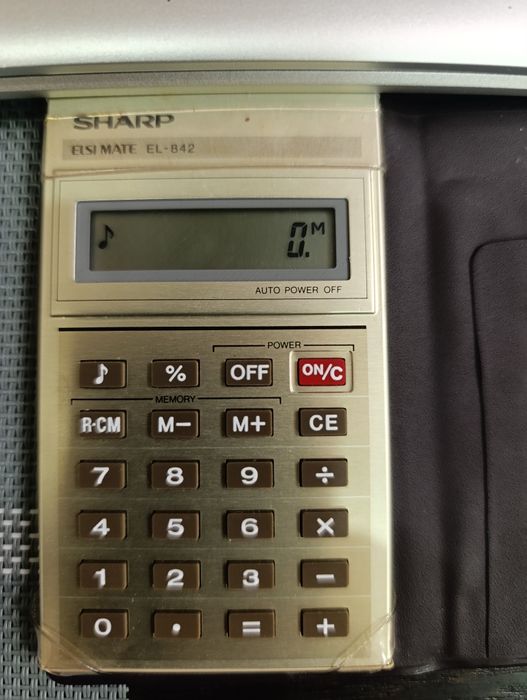 SHARP
ELSI MATE EL-842
♪ 0.M
AUTO POWER OFF
POWER
♪ % OFF ON/C
MEMORY
R·CM M− M+ CE
7 8 9 ÷
4 5 6 ×
1 2 3 −
0 . = +